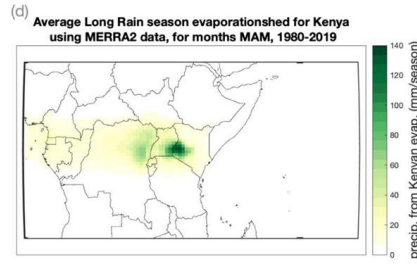 (d)
Average Long Rain season evaporationshed for Kenya
using MERRA2 data, for months MAM, 1980-2019
140
120
100
80
60
40
20
0
precip. from Kenyan evap. (mm/season)